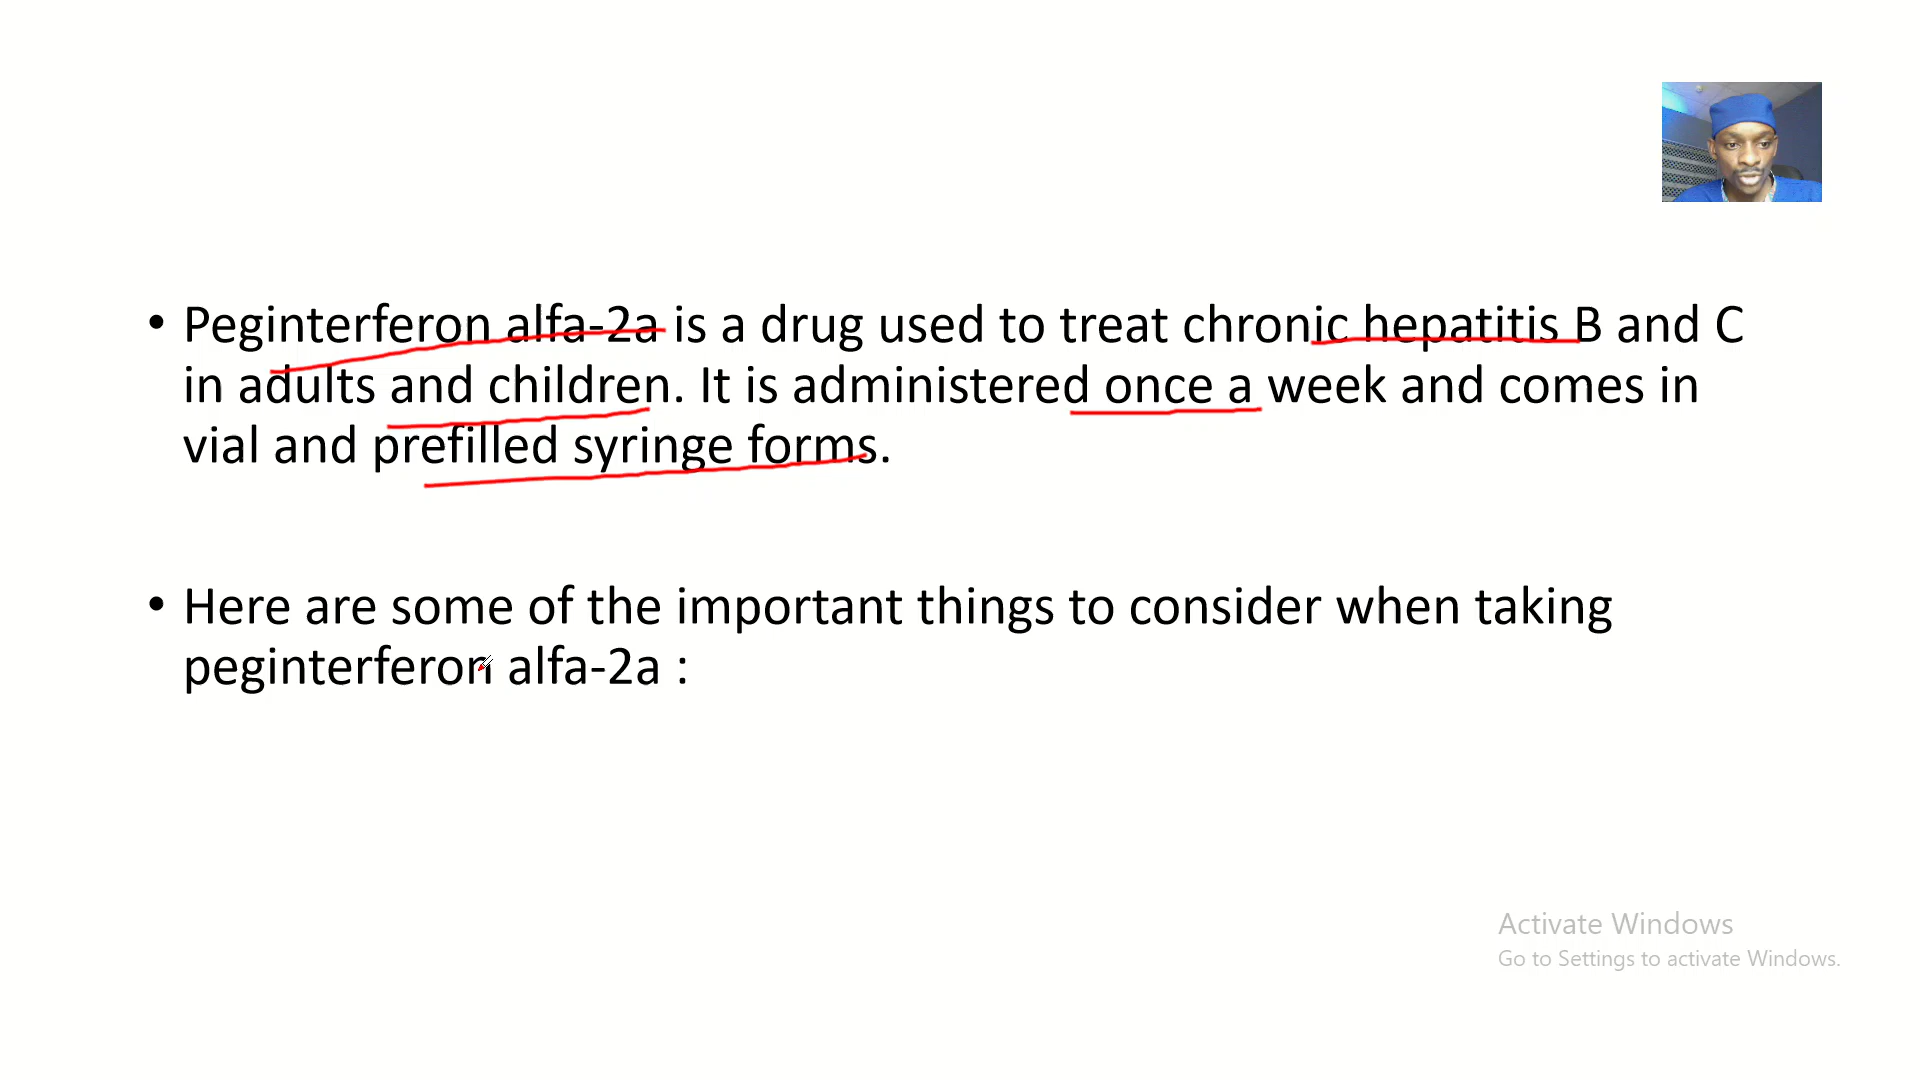 • Peginterferon alfa-2a is a drug used to treat chronic hepatitis B and C
in adults and children. It is administered once a week and comes in
vial and prefilled syringe forms.
• Here are some of the important things to consider when taking
peginterferon alfa-2a :
Activate Windows
Go to Settings to activate Windows.